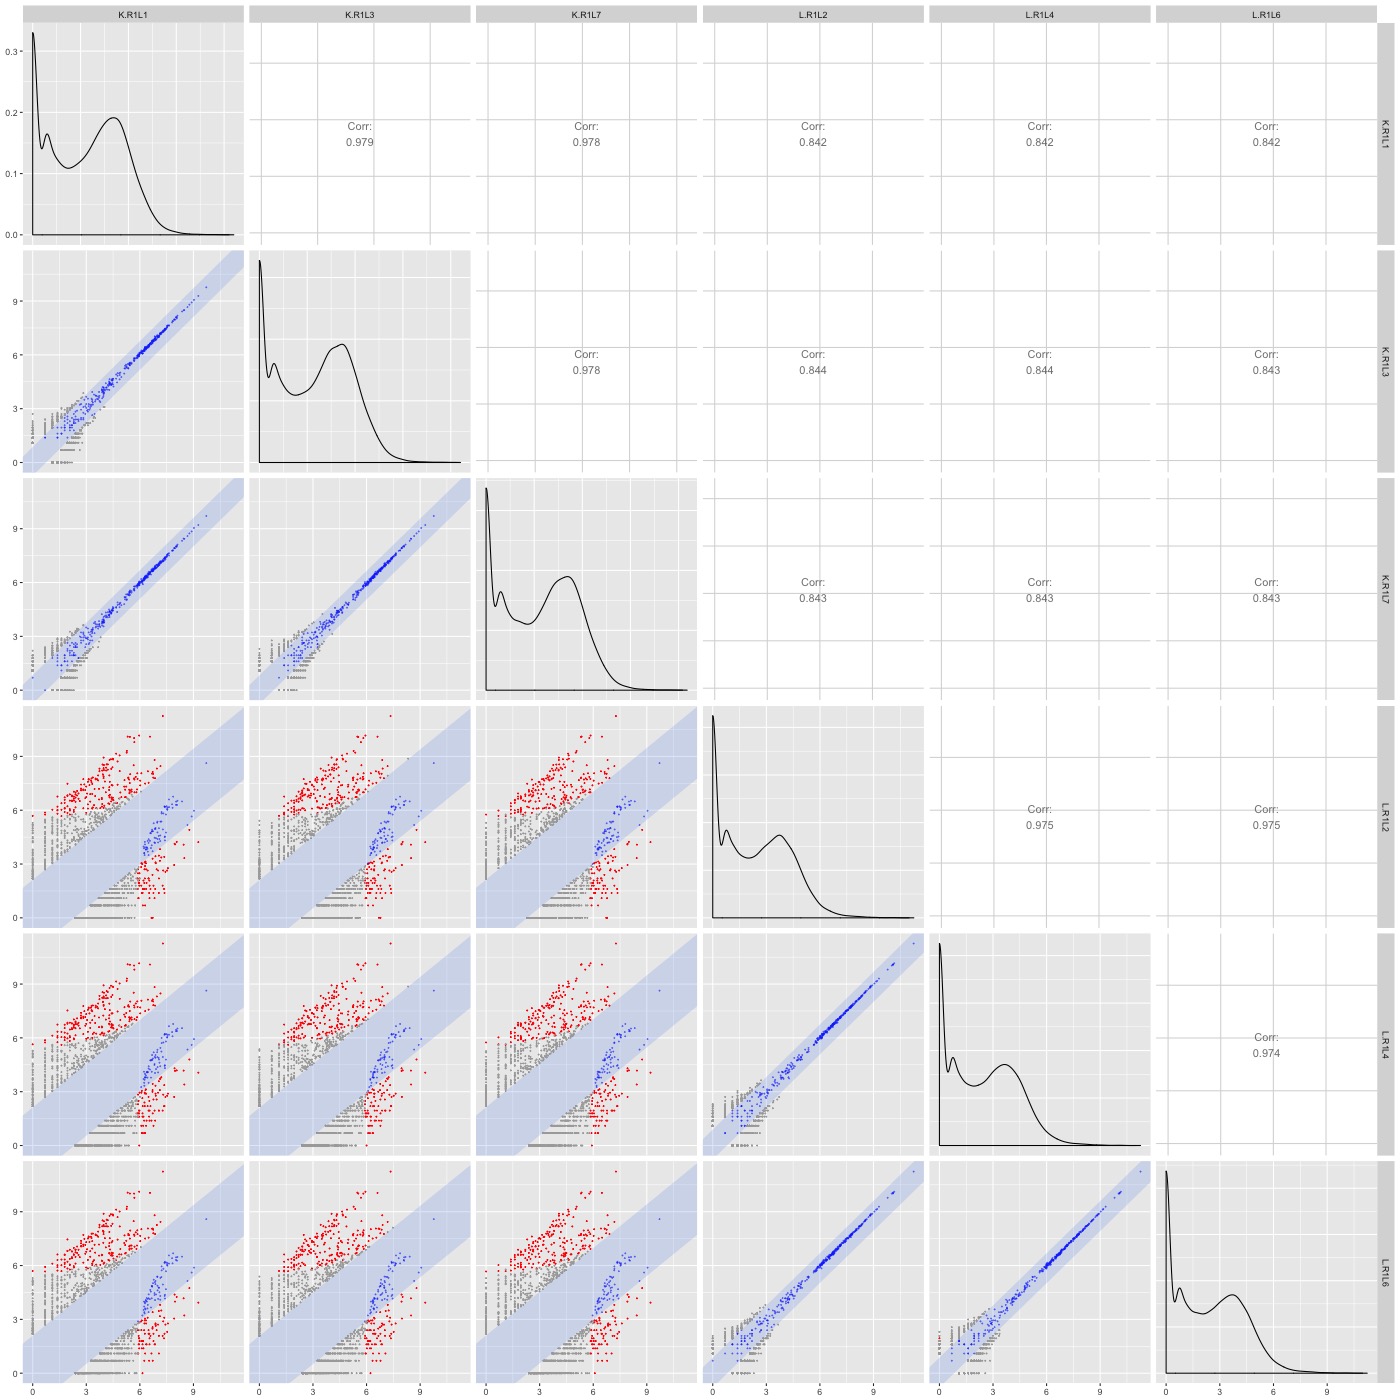 K.R1L1 K.R1L3 K.R1L7 L.R1L2 L.R1L4 L.R1L6
0.3
0.2
0.1
0.0
Corr:
0.979
Corr:
0.978
Corr:
0.842
Corr:
0.842
Corr:
0.842
K.R1L1
9
6
3
0
Corr:
0.978
Corr:
0.844
Corr:
0.844
Corr:
0.843
K.R1L3
9
6
3
0
Corr:
0.843
Corr:
0.843
Corr:
0.843
K.R1L7
9
6
3
0
Corr:
0.975
Corr:
0.975
L.R1L2
9
6
3
0
Corr:
0.974
L.R1L4
9
6
3
0
L.R1L6
0 3 6 9 0 3 6 9 0 3 6 9 0 3 6 9 0 3 6 9 0 3 6 9